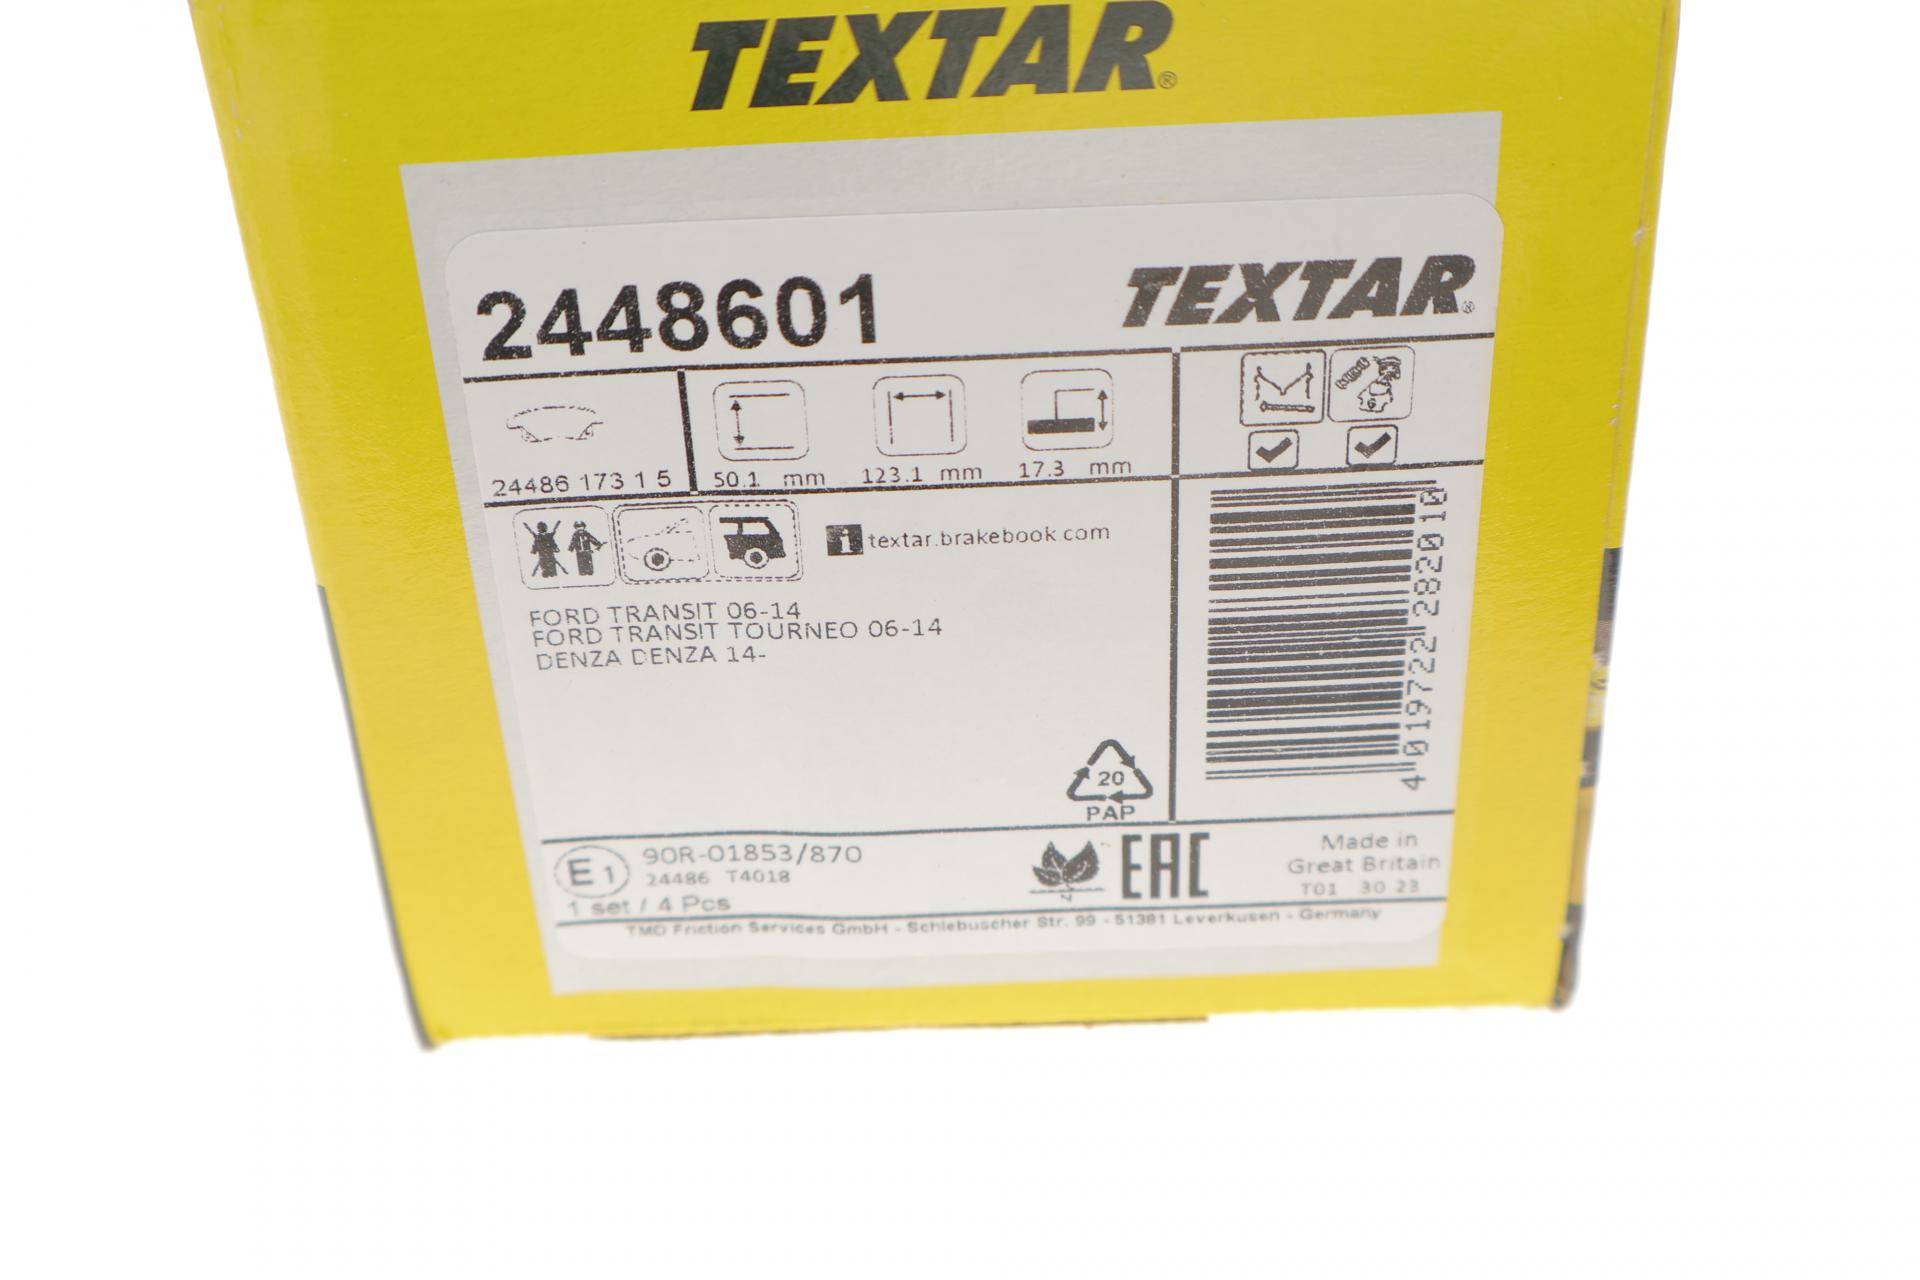 TEXTAR®
2448601
TEXTAR®
24486 173 1 5
50.1 mm
123.1 mm
17.3 mm
i textar.brakebook.com
FORD TRANSIT 06-14
FORD TRANSIT TOURNEO 06-14
DENZA DENZA 14-
4 019722 282010
20
PAP
E1
90R-01853/870
24486 T4018
1 set / 4 Pcs
EAC
Made in
Great Britain
T01 30 23
TMD Friction Services GmbH - Schlebuscher Str. 99 - 51381 Leverkusen - Germany